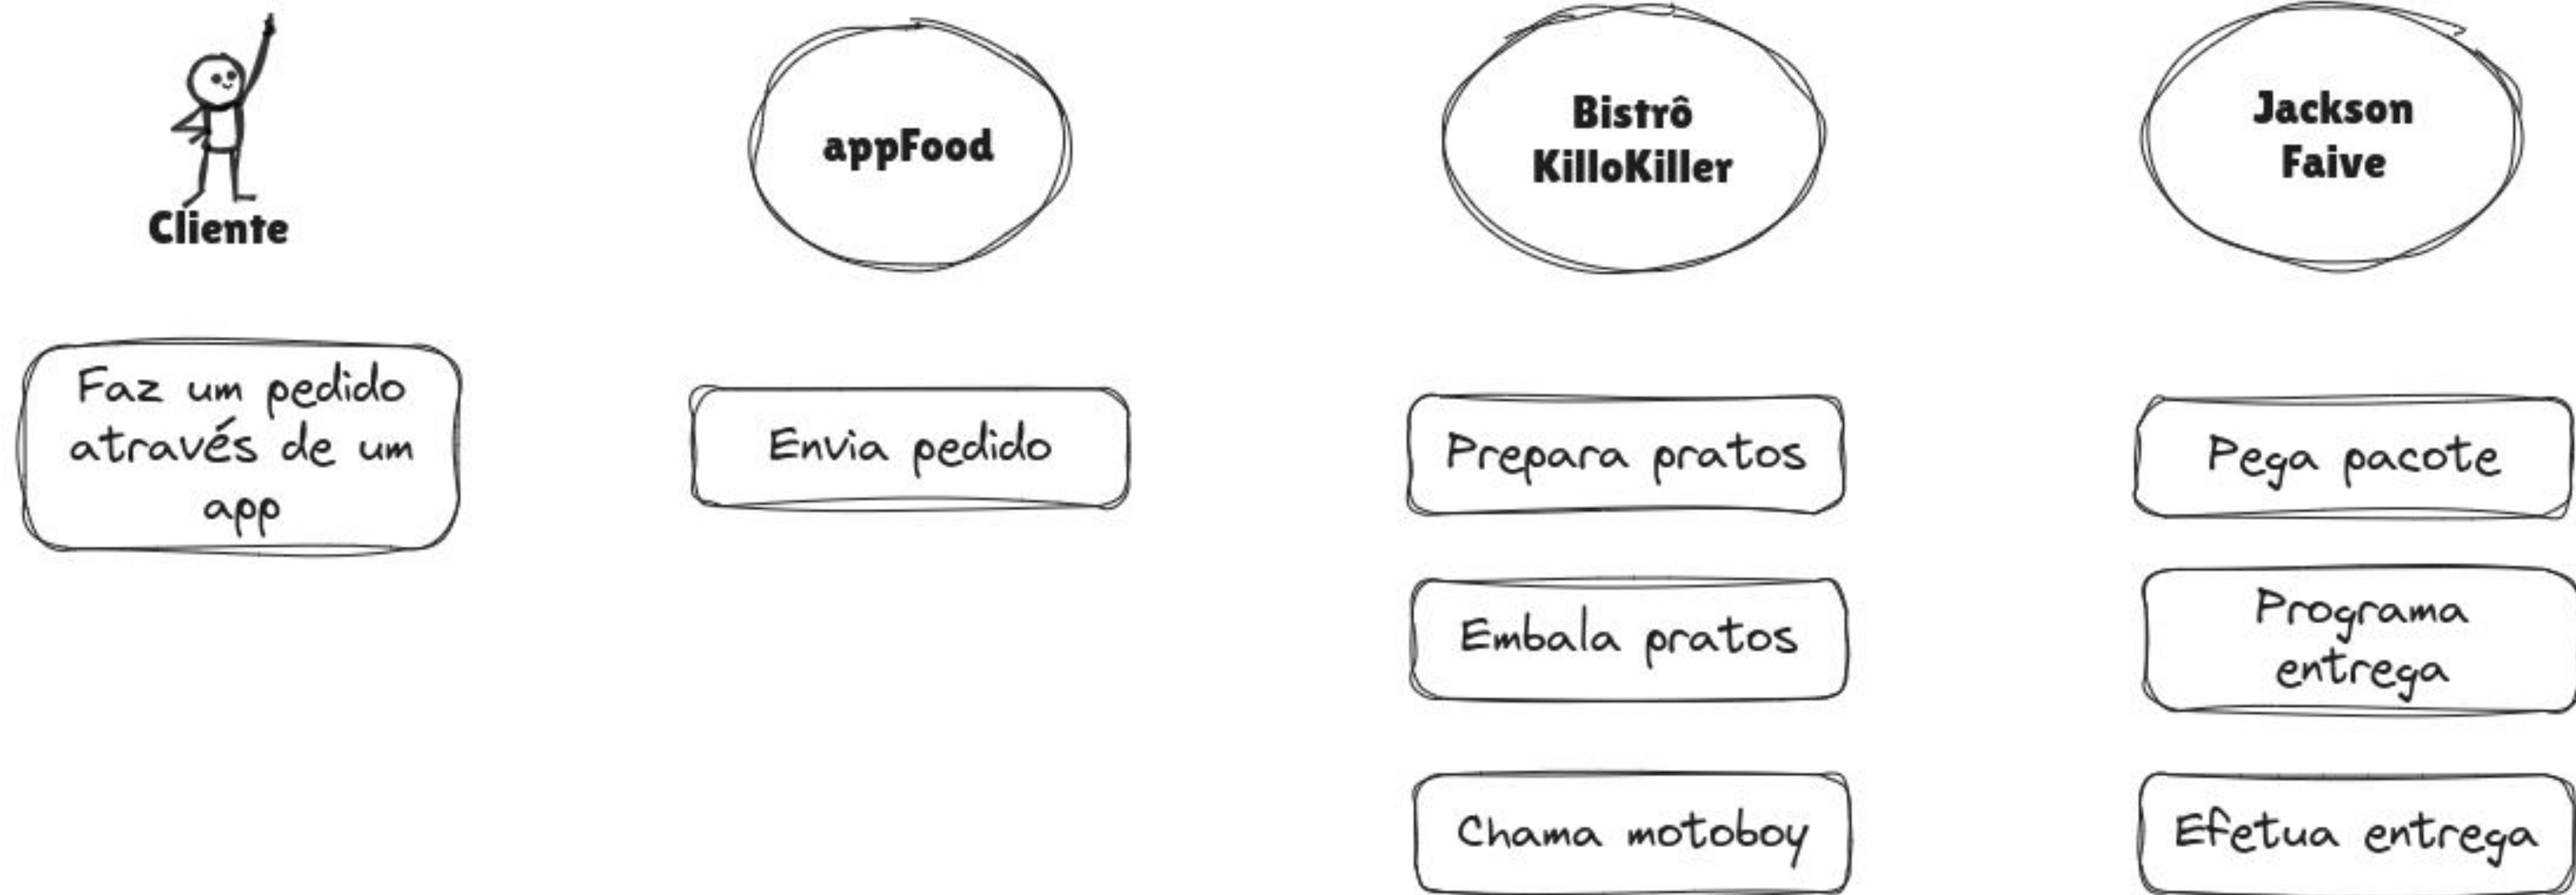 Cliente
appFood
Bistrô
KilloKiller
Jackson
Faive
Faz um pedido
através de um
app
Envia pedido
Prepara pratos
Pega pacote
Embala pratos
Programa
entrega
Chama motoboy
Efetua entrega